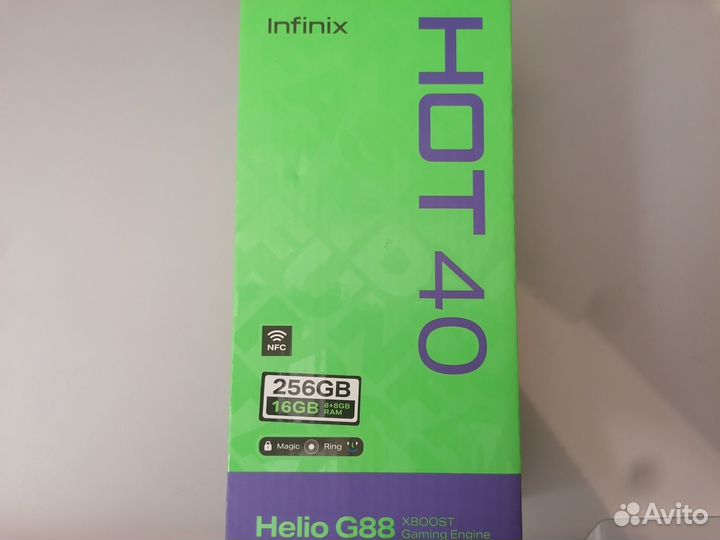 Infinix
HOT 40
NFC
256GB
16GB 8+8GB RAM
Magic Ring
Helio G88 XBOOST
Gaming Engine
Avito